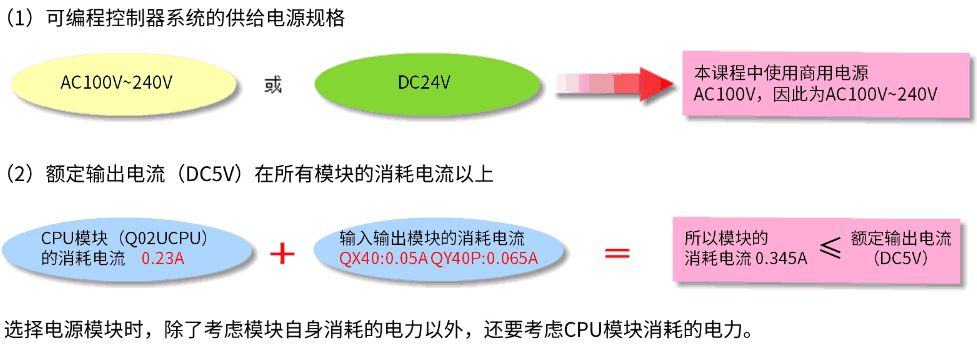 （1）可编程控制器系统的供给电源规格
AC100V~240V
或
DC24V
本课程中使用商用电源
AC100V，因此为AC100V~240V
（2）额定输出电流（DC5V）在所有模块的消耗电流以上
CPU模块（Q02UCPU）
的消耗电流 0.23A
+
输入输出模块的消耗电流
QX40:0.05A QY40P:0.065A
=
所以模块的
消耗电流 0.345A
≤
额定输出电流
（DC5V）
选择电源模块时，除了考虑模块自身消耗的电力以外，还要考虑CPU模块消耗的电力。